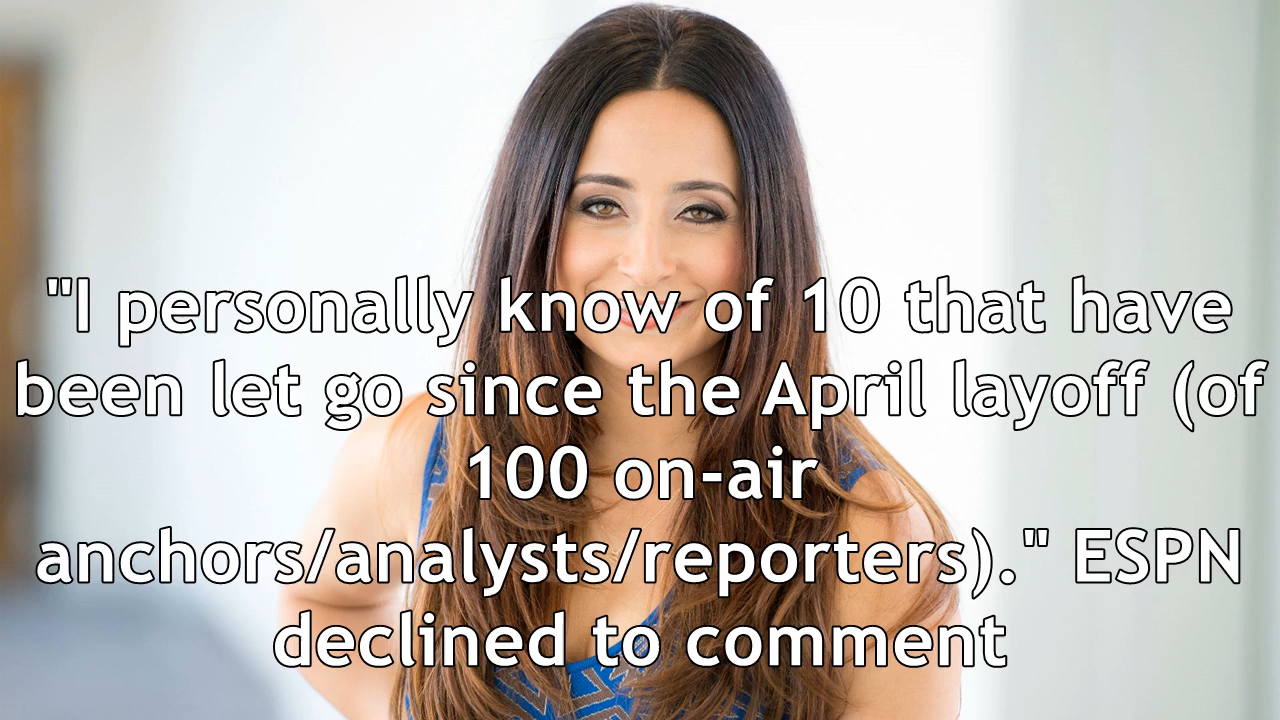 "I personally know of 10 that have
been let go since the April layoff (of
100 on-air
anchors/analysts/reporters)." ESPN
declined to comment